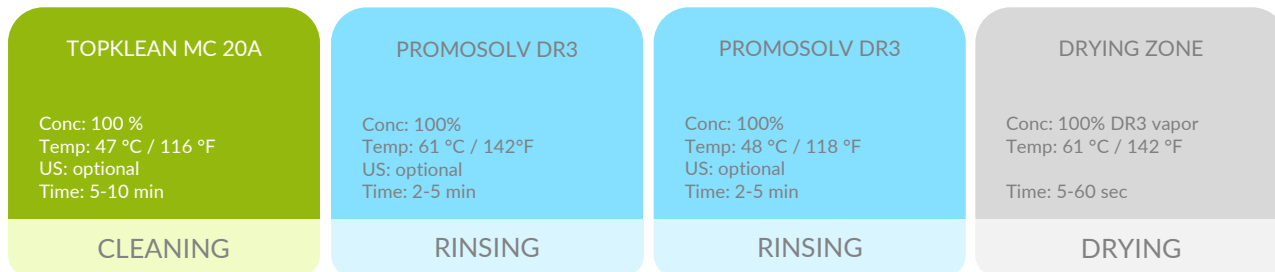 TOPKLEAN MC 20A
Conc: 100 %
Temp: 47 °C / 116 °F
US: optional
Time: 5-10 min
CLEANING
PROMOSOLV DR3
Conc: 100%
Temp: 61 °C / 142°F
US: optional
Time: 2-5 min
RINSING
PROMOSOLV DR3
Conc: 100%
Temp: 48 °C / 118 °F
US: optional
Time: 2-5 min
RINSING
DRYING ZONE
Conc: 100% DR3 vapor
Temp: 61 °C / 142 °F
Time: 5-60 sec
DRYING